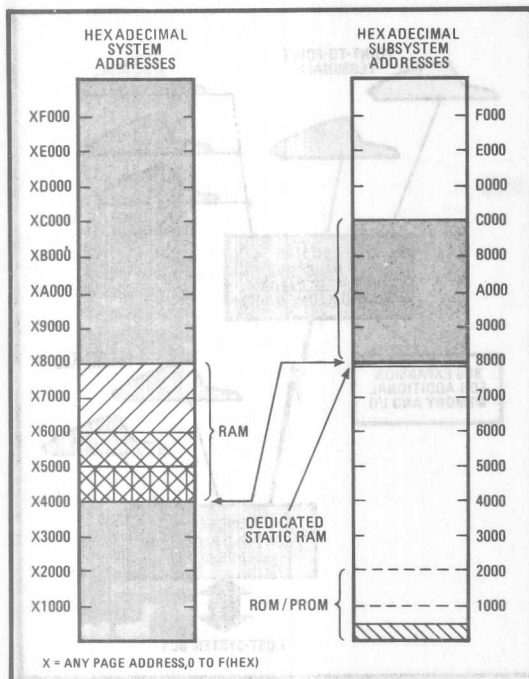 HEXADECIMAL
SYSTEM
ADDRESSES
XF000
XE000
XD000
XC000
XB000
XA000
X9000
X8000
X7000
X6000
X5000
X4000
X3000
X2000
X1000
RAM
DEDICATED
STATIC RAM
ROM/PROM
HEXADECIMAL
SUBSYSTEM
ADDRESSES
F000
E000
D000
C000
B000
A000
9000
8000
7000
6000
5000
4000
3000
2000
1000
X = ANY PAGE ADDRESS,0 TO F(HEX)